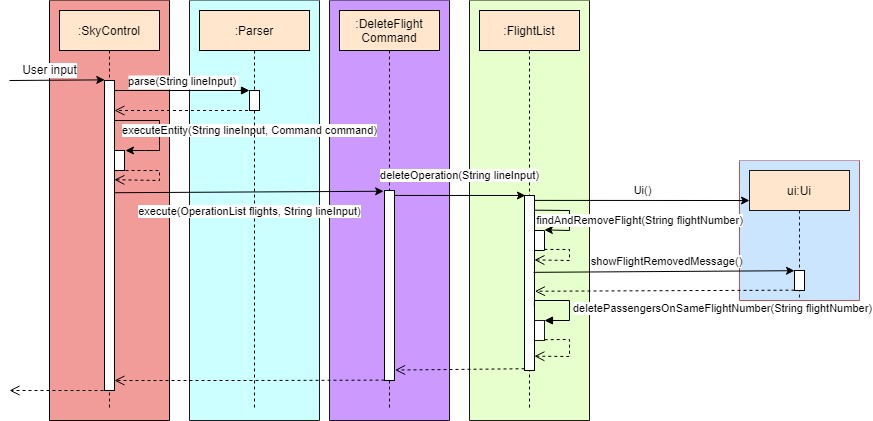 :SkyControl
:Parser
:DeleteFlight
Command
:FlightList
User input
parse(String lineInput)
executeEntity(String lineInput, Command command)
deleteOperation(String lineInput)
Ui()
ui:Ui
execute(OperationList flights, String lineInput)
findAndRemoveFlight(String flightNumber)
showFlightRemovedMessage()
deletePassengersOnSameFlightNumber(String flightNumber)